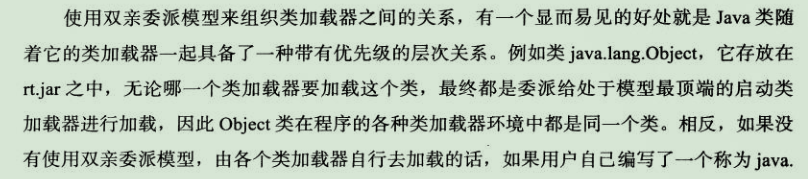 使用双亲委派模型来组织类加载器之间的关系，有一个显而易见的好处就是 Java 类随
着它的类加载器一起具备了一种带有优先级的层次关系。例如类 java.lang.Object，它存放在
rt.jar 之中，无论哪一个类加载器要加载这个类，最终都是委派给处于模型最顶端的启动类
加载器进行加载，因此 Object 类在程序的各种类加载器环境中都是同一个类。相反，如果没
有使用双亲委派模型，由各个类加载器自行去加载的话，如果用户自己编写了一个称为 java.